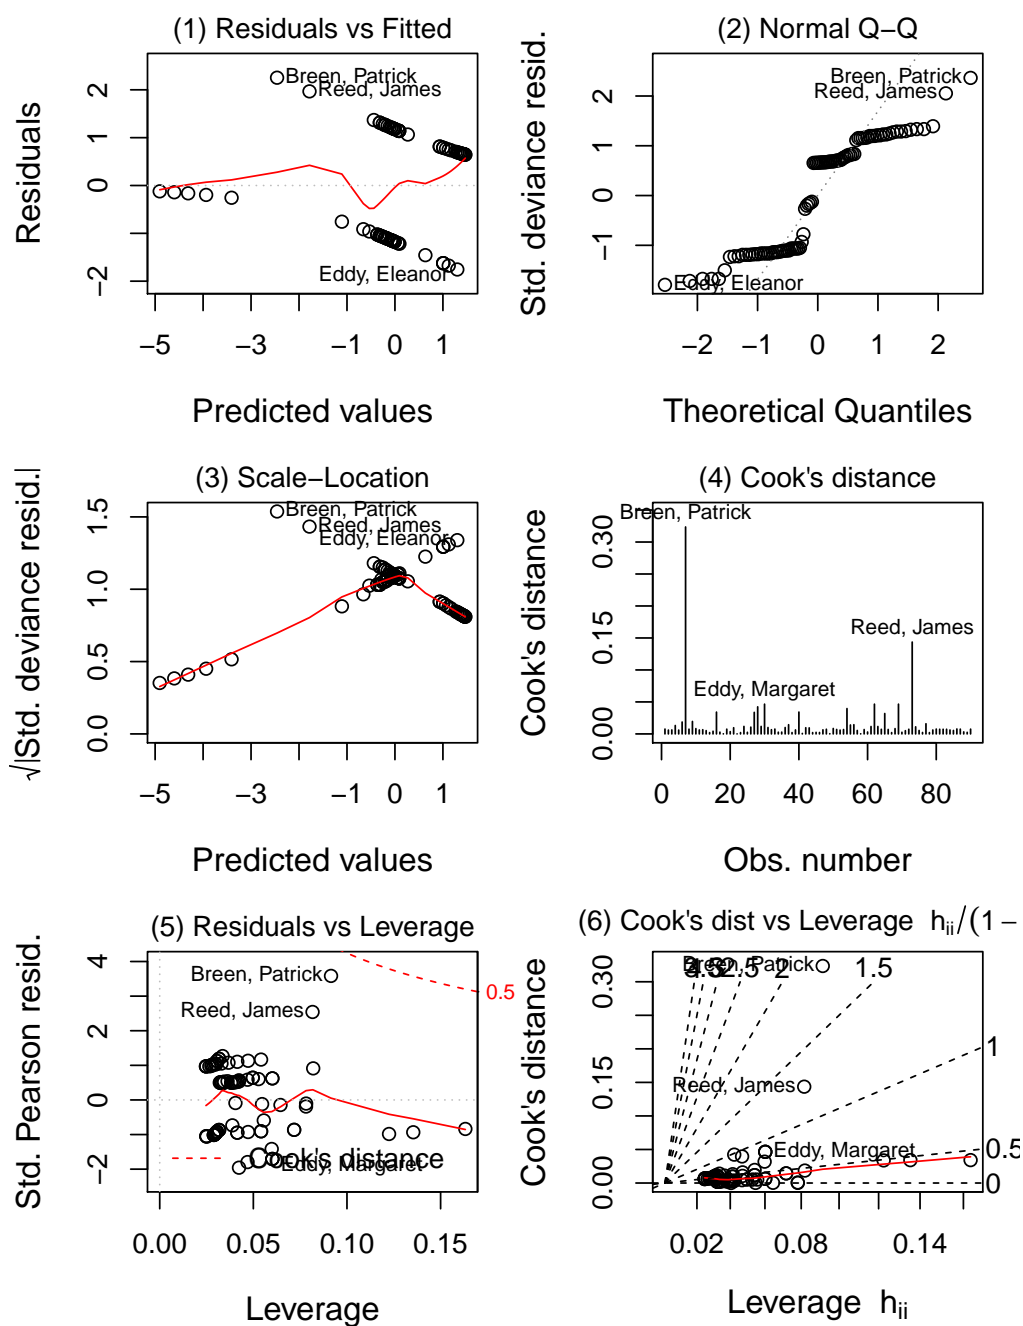 (1) Residuals vs Fitted
Residuals
2
1
0
−1
−2
Breen, Patrick
Reed, James
Eddy, Eleanor
−5 −3 −1 0 1
Predicted values
(2) Normal Q−Q
Std. deviance resid.
2
1
0
−1
Breen, Patrick
Reed, James
Eddy, Eleanor
−2 −1 0 1 2
Theoretical Quantiles
(3) Scale−Location
√|Std. deviance resid.|
1.5
1.0
0.5
0.0
Breen, Patrick
Reed, James
Eddy, Eleanor
−5 −3 −1 0 1
Predicted values
(4) Cook's distance
Cook's distance
0.30
0.15
0.00
Breen, Patrick
Reed, James
Eddy, Margaret
0 20 40 60 80
Obs. number
(5) Residuals vs Leverage
Std. Pearson resid.
4
2
0
−2
Breen, Patrick
Reed, James
Eddy, Margaret
Cook's distance
0.5
0.00 0.05 0.10 0.15
Leverage
(6) Cook's dist vs Leverage hii/(1−
Cook's distance
0.30
0.15
0.00
Breen, Patrick
Reed, James
Eddy, Margaret
2.5 2 1.5
1
0.5
0
0.02 0.08 0.14
Leverage hii